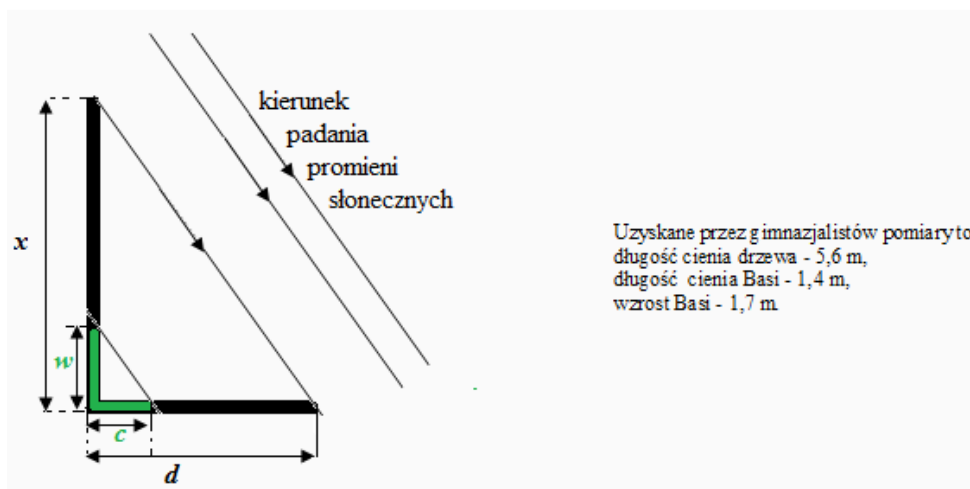 kierunek
padania
promieni
słonecznych
x
w
c
d
Uzyskane przez gimnazjalistów pomiary to
długość cienia drzewa - 5,6 m,
długość cienia Basi - 1,4 m,
wzrost Basi - 1,7 m.